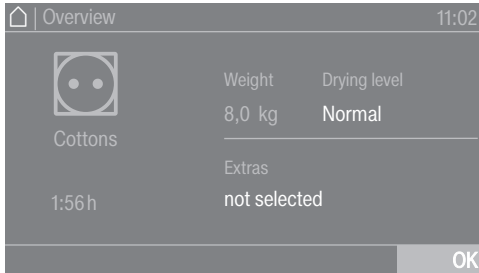 Overview
11:02
Weight
Drying level
8,0 kg
Normal
Cottons
Extras
not selected
1:56 h
OK